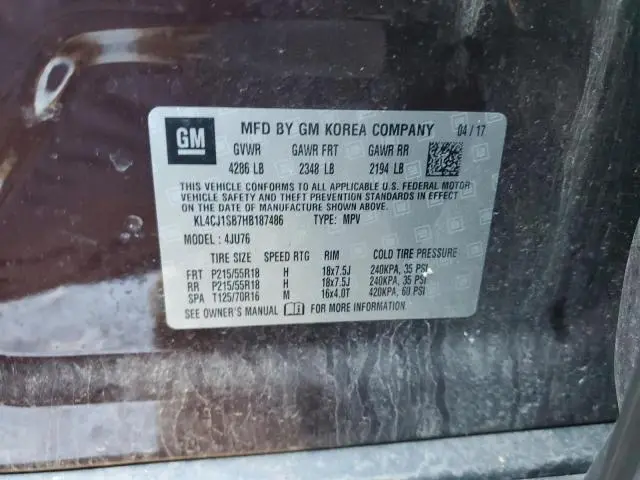 GM
MFD BY GM KOREA COMPANY 04/17
GVWR GAWR FRT GAWR RR
4286 LB 2348 LB 2194 LB
THIS VEHICLE CONFORMS TO ALL APPLICABLE U.S. FEDERAL MOTOR
VEHICLE SAFETY AND THEFT PREVENTION STANDARDS IN EFFECT
ON THE DATE OF MANUFACTURE SHOWN ABOVE.
KL4CJ1SB7HB187486 TYPE: MPV
MODEL: 4JU76
TIRE SIZE SPEED RTG RIM COLD TIRE PRESSURE
FRT P215/55R18 H 18x7.5J 240KPA, 35 PSI
RR P215/55R18 H 18x7.5J 240KPA, 35 PSI
SPA T125/70R16 M 16x4.0T 420KPA, 60 PSI
SEE OWNER'S MANUAL FOR MORE INFORMATION.